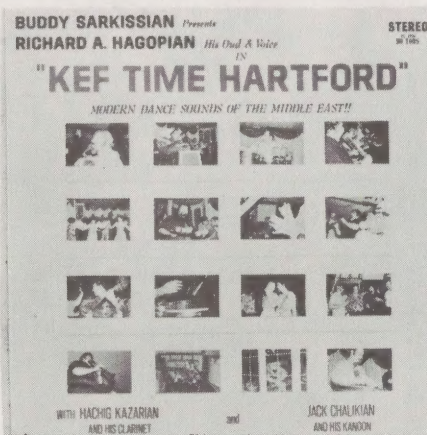 BUDDY SARKISSIAN Presents
STEREO
RICHARD A. HAGOPIAN His Oud & Voice
IN
"KEF TIME HARTFORD"
MODERN DANCE SOUNDS OF THE MIDDLE EAST!!
WITH HACHIG KAZARIAN
AND HIS CLARINET
and
JACK CHALIKIAN
AND HIS KANOON